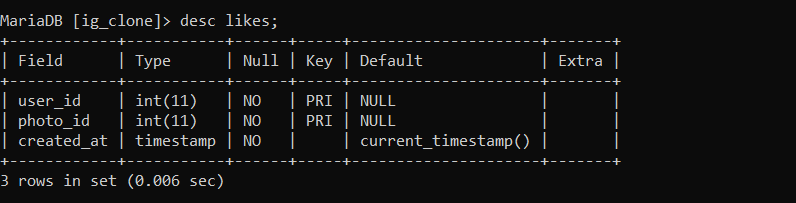 MariaDB [ig_clone]> desc likes;
+------------+-----------+------+-----+---------------------+-------+
| Field      | Type      | Null | Key | Default             | Extra |
+------------+-----------+------+-----+---------------------+-------+
| user_id    | int(11)   | NO   | PRI | NULL                |       |
| photo_id   | int(11)   | NO   | PRI | NULL                |       |
| created_at | timestamp | NO   |     | current_timestamp() |       |
+------------+-----------+------+-----+---------------------+-------+
3 rows in set (0.006 sec)